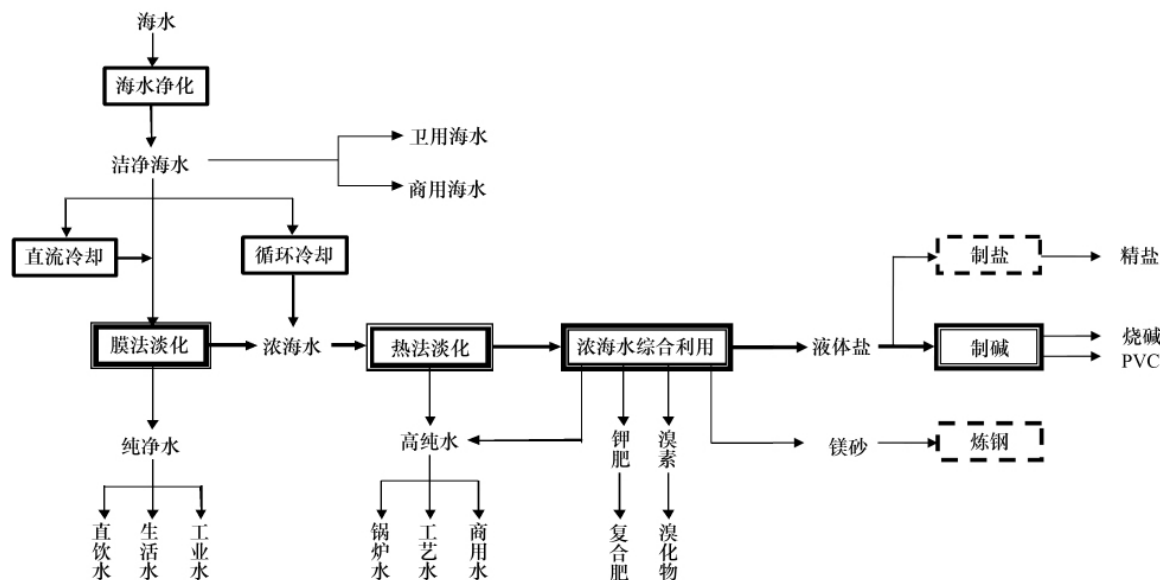 海水
海水净化
洁净海水
卫用海水
商用海水
直流冷却
循环冷却
制盐
精盐
膜法淡化
浓海水
热法淡化
浓海水综合利用
液体盐
制碱
烧碱
PVC
纯净水
高纯水
钾肥
溴素
镁砂
炼钢
直饮水
生活水
工业水
锅炉水
工艺水
商用水
复合肥
溴化物